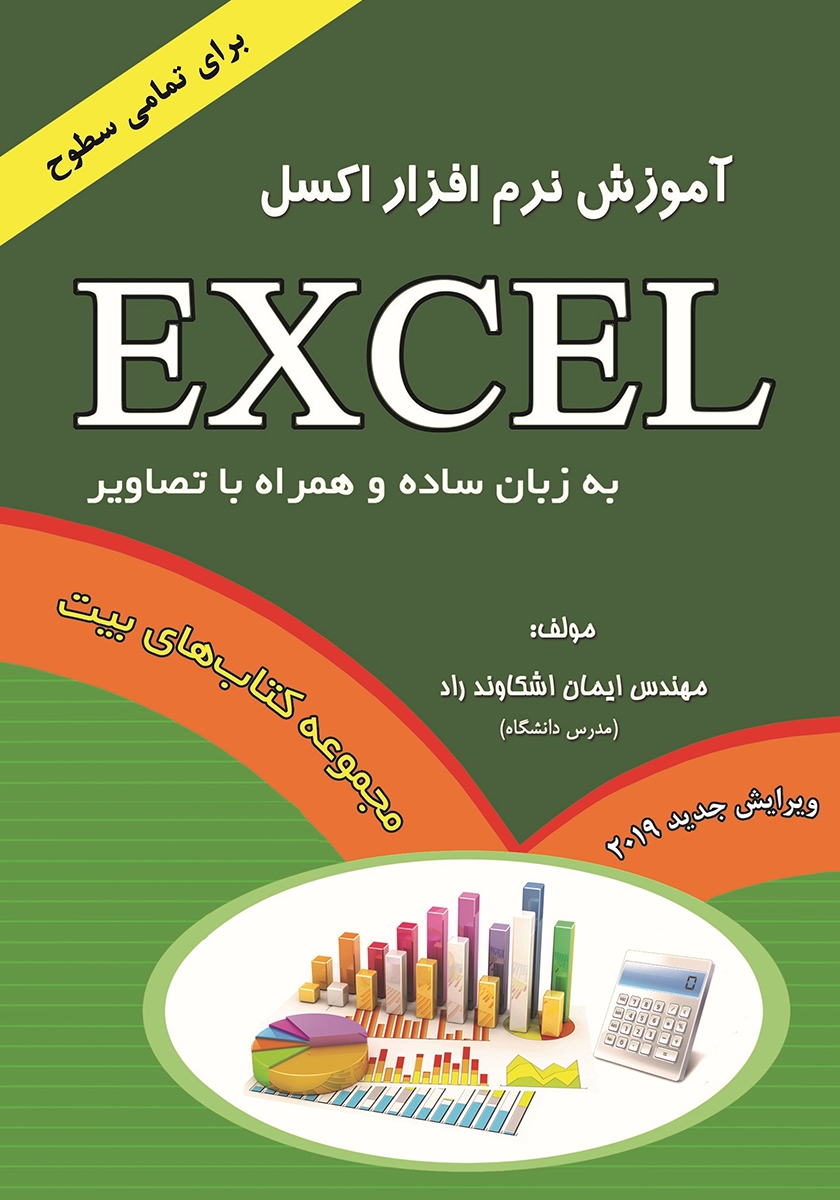 برای تمامی سطوح
آموزش نرم افزار اکسل
EXCEL
به زبان ساده و همراه با تصاویر
مولف:
مهندس ایمان اشکاوند راد
(مدرس دانشگاه)
مجموعه کتاب‌های بیت
ویرایش جدید ۲۰۱۹
0